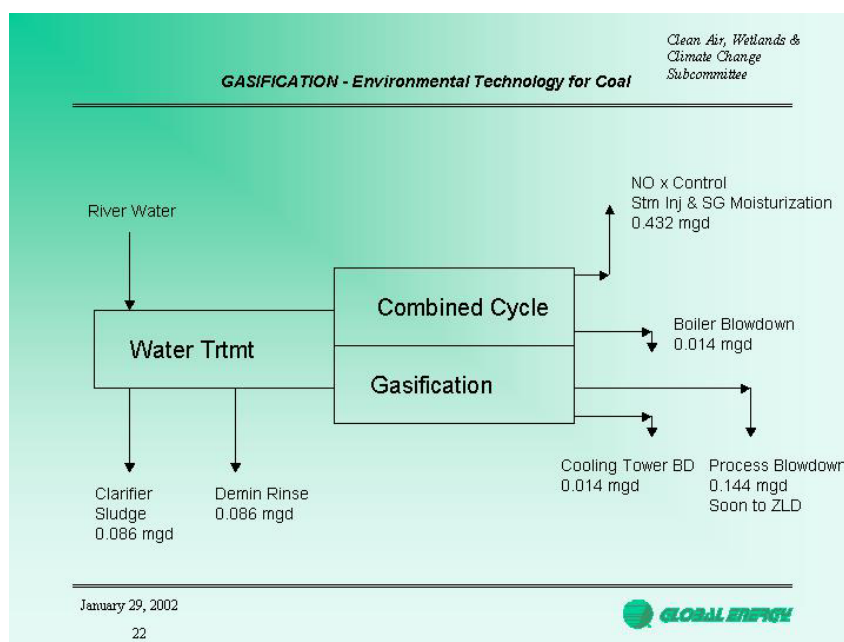 Clean Air, Wetlands &
Climate Change
Subcommittee
GASIFICATION - Environmental Technology for Coal
NO x Control
Stm Inj & SG Moisturization
0.432 mgd
River Water
Combined Cycle
Water Trtmt
Boiler Blowdown
0.014 mgd
Gasification
Cooling Tower BD
0.014 mgd
Process Blowdown
0.144 mgd
Soon to ZLD
Clarifier
Sludge
0.086 mgd
Demin Rinse
0.086 mgd
January 29, 2002
22
GLOBAL ENERGY